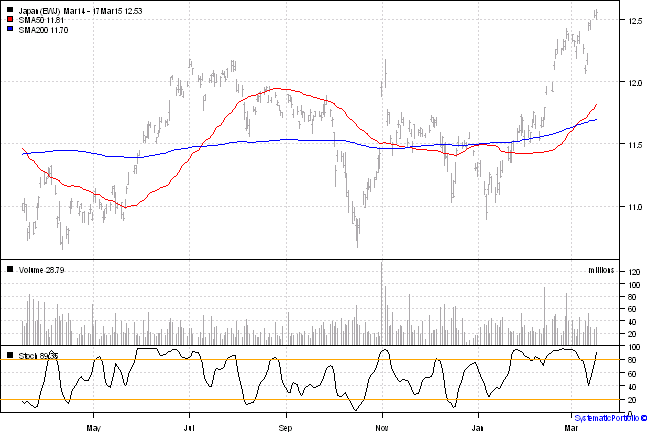 Japan (EWJ) Mar14 - 17Mar15 12.53
SMA50 11.81
SMA200 11.70
12.5
12.0
11.5
11.0
Volume 28.79
millions
120
100
80
60
40
20
Stoch 89.35
100
80
60
40
20
0
May
Jul
Sep
Nov
Jan
Mar
SystematicPortfolio ©